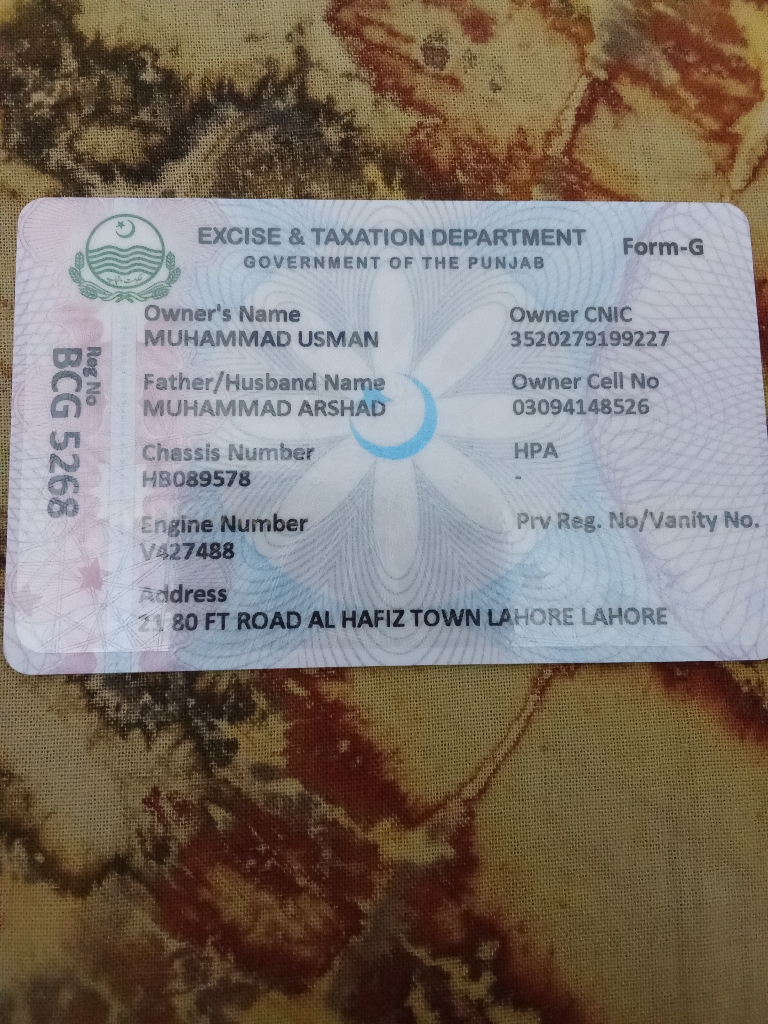 EXCISE & TAXATION DEPARTMENT
GOVERNMENT OF THE PUNJAB
Form-G
Reg No
BCG 5268
Owner's Name
MUHAMMAD USMAN
Owner CNIC
3520279199227
Father/Husband Name
MUHAMMAD ARSHAD
Owner Cell No
03094148526
Chassis Number
HB089578
HPA
-
Engine Number
V427488
Prv Reg. No/Vanity No.
Address
21 80 FT ROAD AL HAFIZ TOWN LAHORE LAHORE